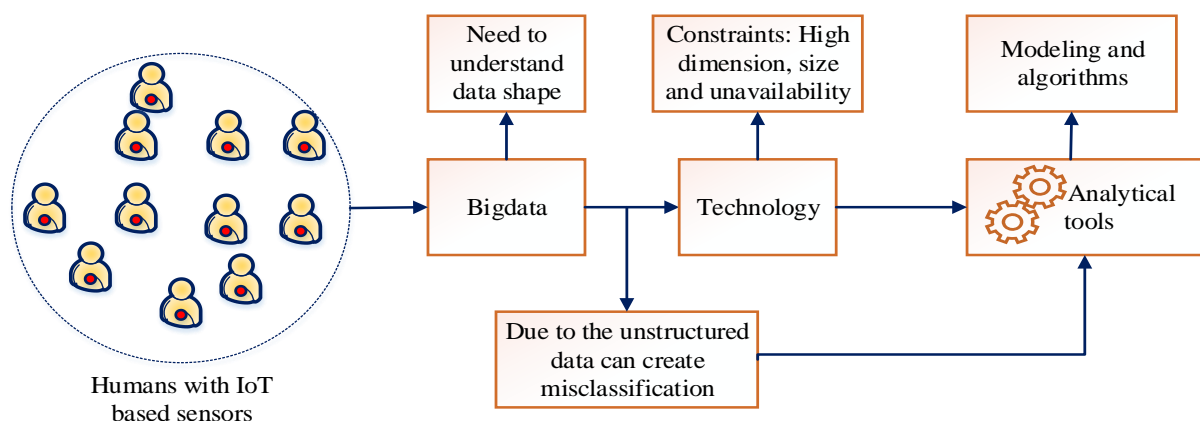 Need to
understand
data shape
Constraints: High
dimension, size
and unavailability
Modeling and
algorithms
Bigdata
Technology
Analytical
tools
Due to the unstructured
data can create
misclassification
Humans with IoT
based sensors